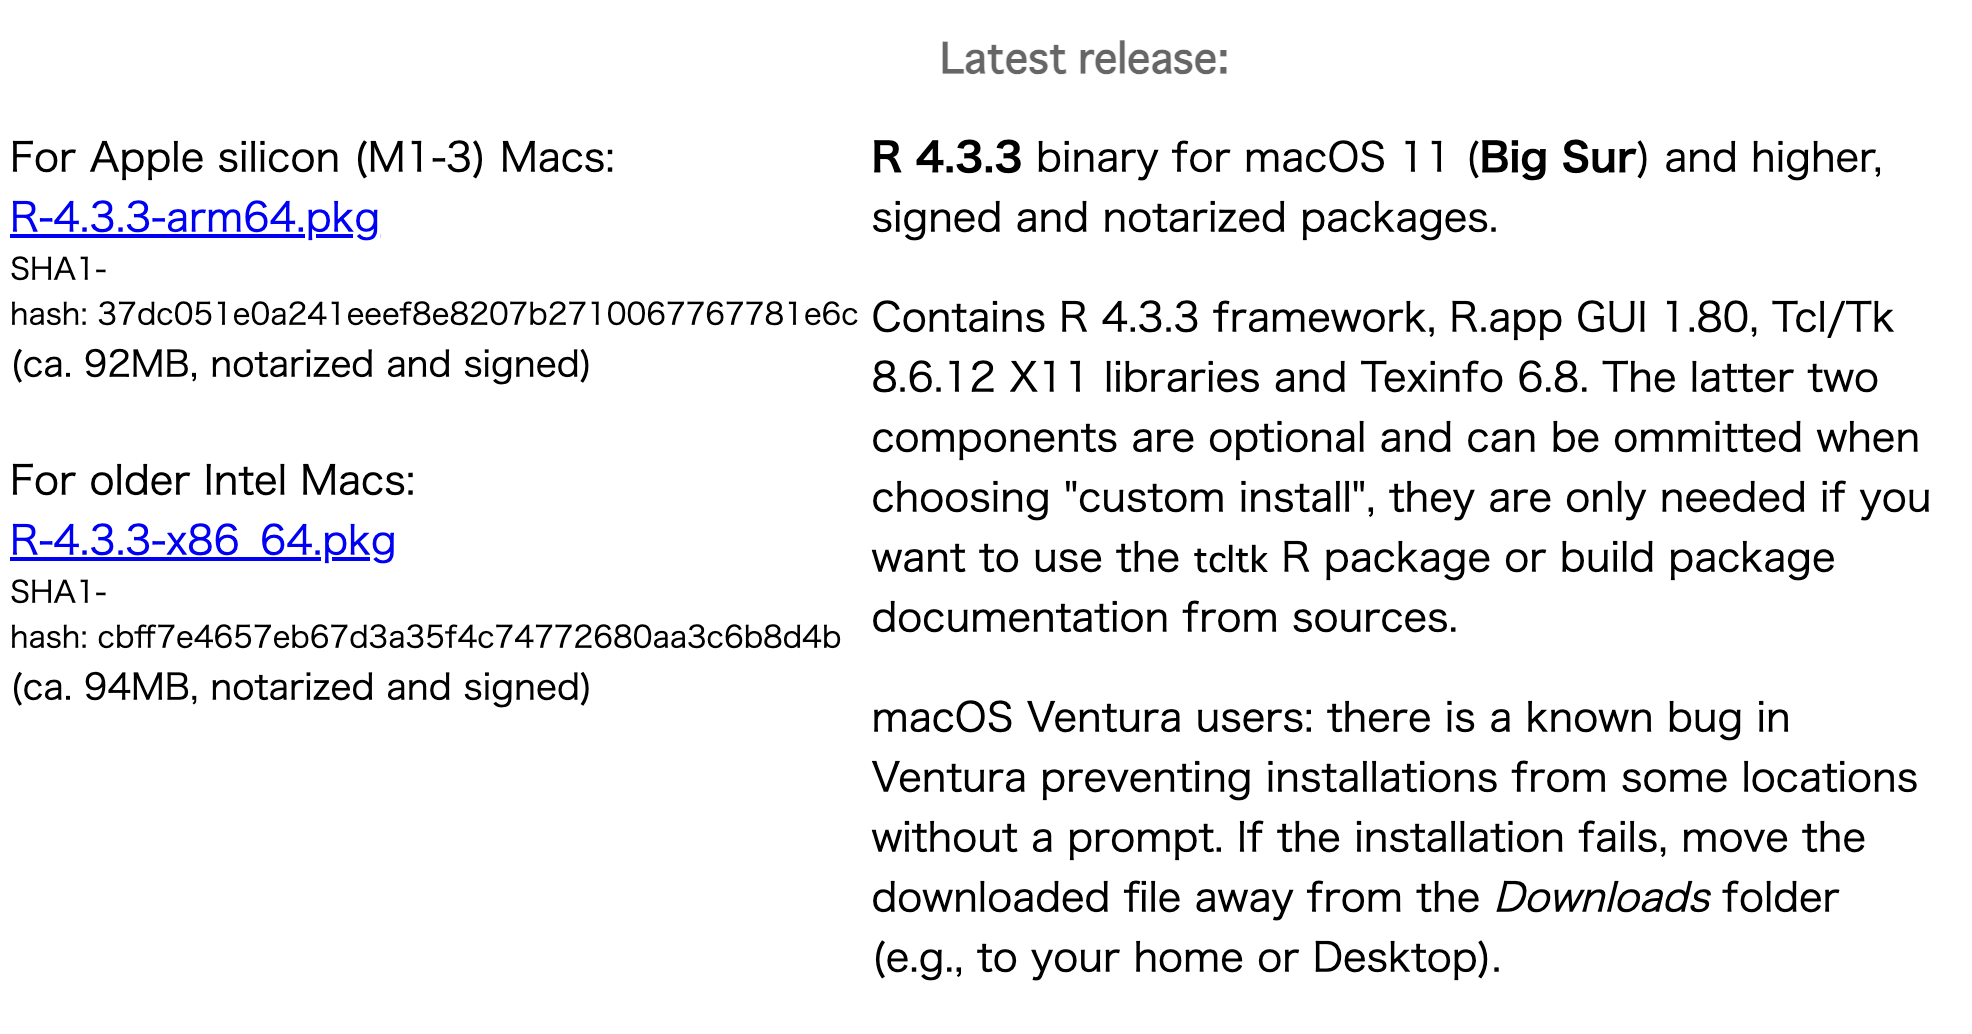 Latest release:
For Apple silicon (M1-3) Macs:
R-4.3.3-arm64.pkg
SHA1-
hash: 37dc051e0a241eeef8e8207b2710067767781e6c
(ca. 92MB, notarized and signed)
For older Intel Macs:
R-4.3.3-x86_64.pkg
SHA1-
hash: cbff7e4657eb67d3a35f4c74772680aa3c6b8d4b
(ca. 94MB, notarized and signed)
R 4.3.3 binary for macOS 11 (Big Sur) and higher,
signed and notarized packages.
Contains R 4.3.3 framework, R.app GUI 1.80, Tcl/Tk
8.6.12 X11 libraries and Texinfo 6.8. The latter two
components are optional and can be ommitted when
choosing "custom install", they are only needed if you
want to use the tcltk R package or build package
documentation from sources.
macOS Ventura users: there is a known bug in
Ventura preventing installations from some locations
without a prompt. If the installation fails, move the
downloaded file away from the Downloads folder
(e.g., to your home or Desktop).